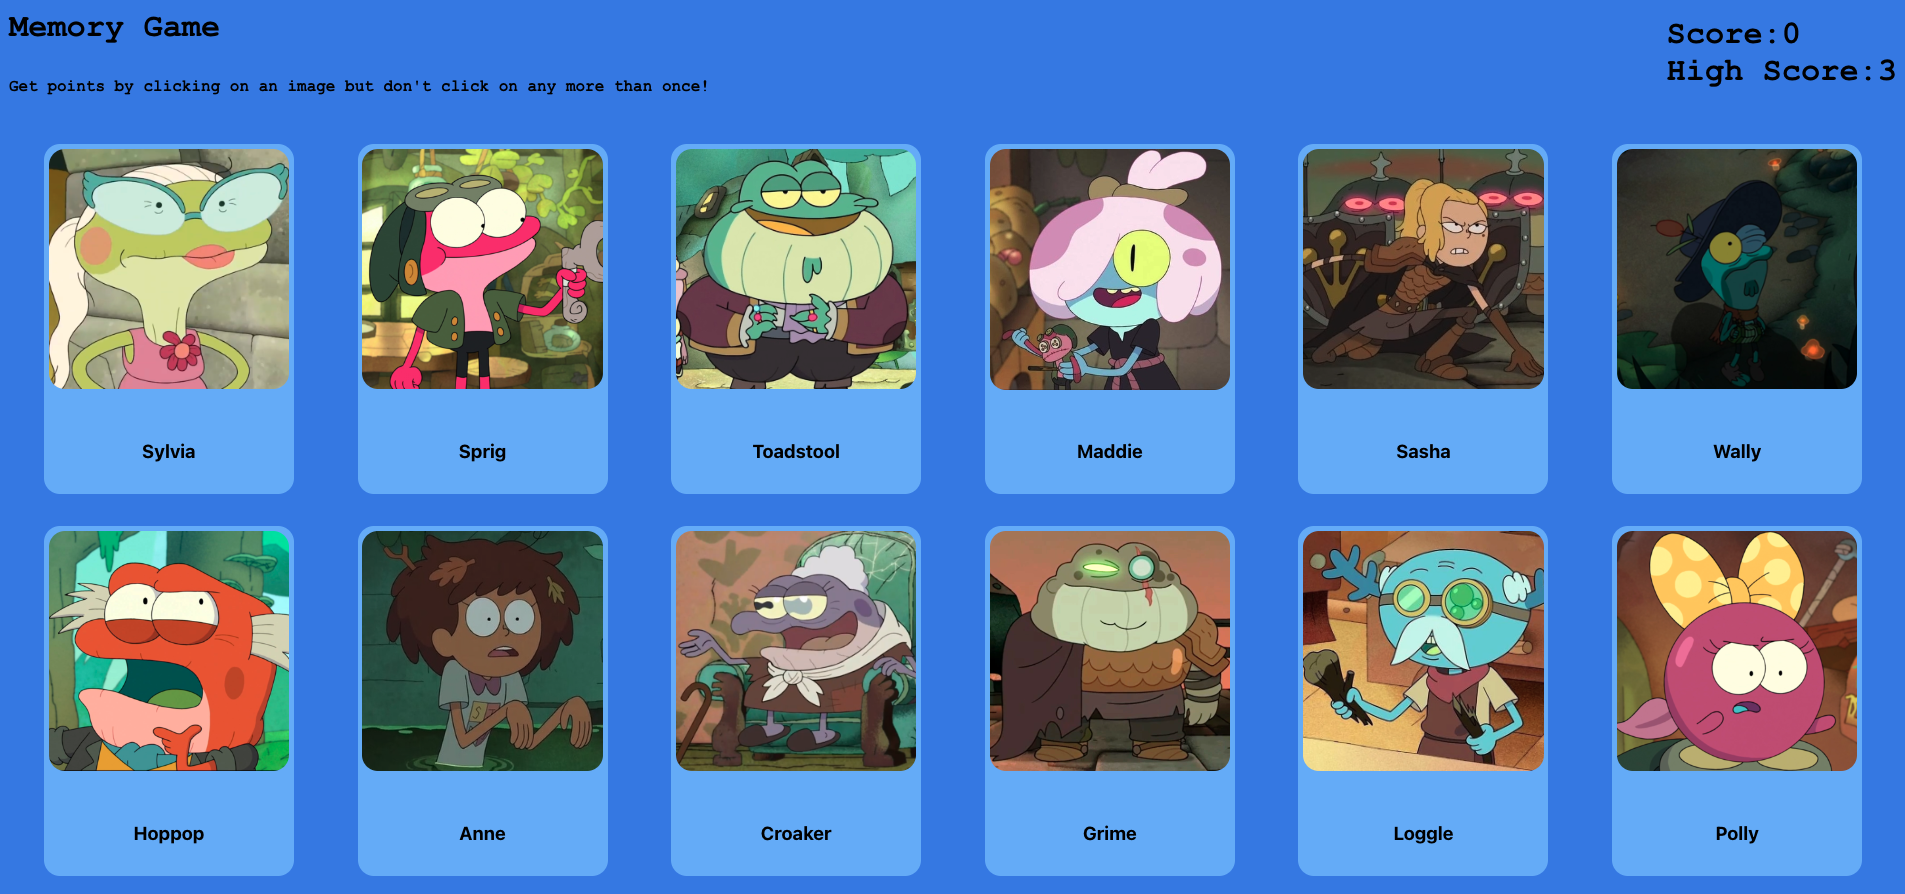 Memory Game
Score:0
High Score:3
Get points by clicking on an image but don't click on any more than once!
Sylvia
Sprig
Toadstool
Maddie
Sasha
Wally
Hoppop
Anne
Croaker
Grime
Loggle
Polly